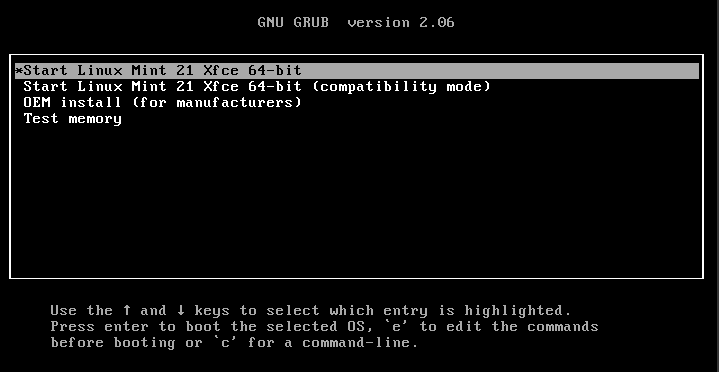 GNU GRUB  version 2.06
*Start Linux Mint 21 Xfce 64-bit
Start Linux Mint 21 Xfce 64-bit (compatibility mode)
OEM install (for manufacturers)
Test memory
Use the ↑ and ↓ keys to select which entry is highlighted.
Press enter to boot the selected OS, `e' to edit the commands
before booting or `c' for a command-line.